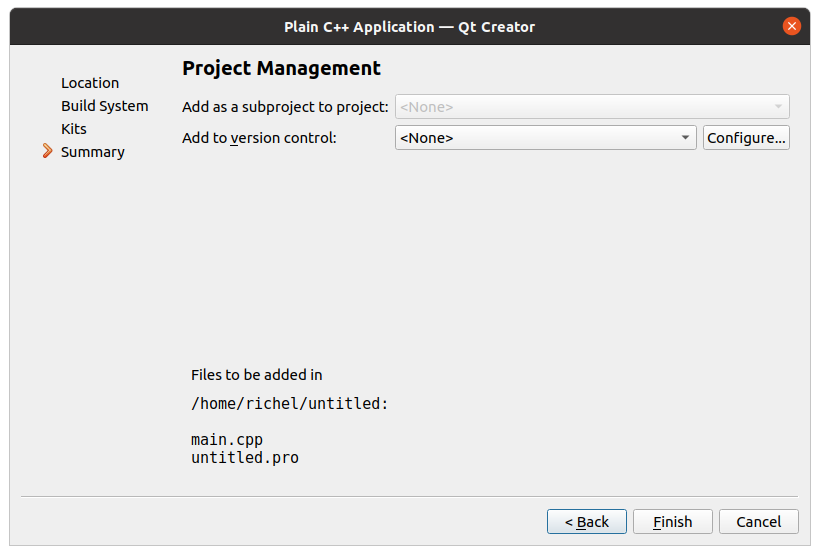 Plain C++ Application — Qt Creator
Project Management
Location
Build System
Kits
Summary
Add as a subproject to project: <None>
Add to version control: <None> Configure...
Files to be added in
/home/richel/untitled:
main.cpp
untitled.pro
< Back Finish Cancel